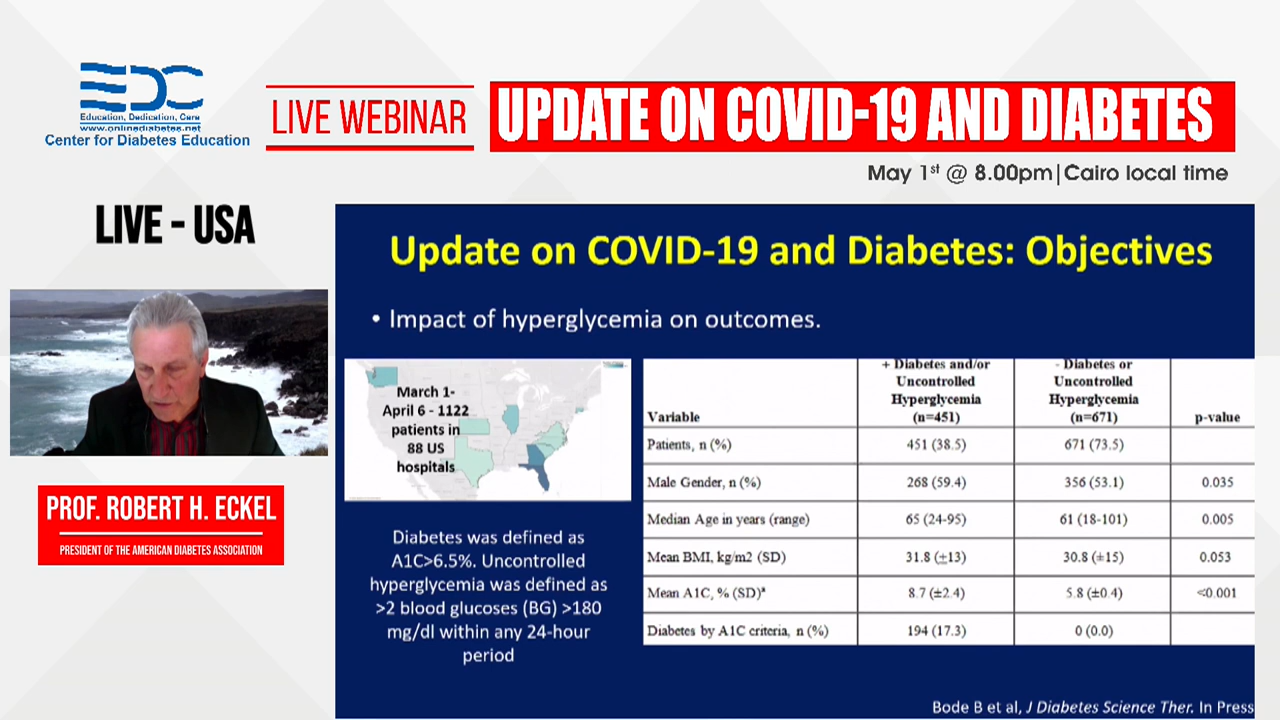 EDC
Education, Dedication, Care
www.onlinediabetes.net
Center for Diabetes Education
LIVE WEBINAR
UPDATE ON COVID-19 AND DIABETES
May 1st @ 8.00pm|Cairo local time
LIVE - USA
PROF. ROBERT H. ECKEL
PRESIDENT OF THE AMERICAN DIABETES ASSOCIATION
Update on COVID-19 and Diabetes: Objectives
• Impact of hyperglycemia on outcomes.
March 1-
April 6 - 1122
patients in
88 US
hospitals
Diabetes was defined as
A1C>6.5%. Uncontrolled
hyperglycemia was defined as
>2 blood glucoses (BG) >180
mg/dl within any 24-hour
period
Variable + Diabetes and/or Uncontrolled Hyperglycemia (n=451) - Diabetes or Uncontrolled Hyperglycemia (n=671) p-value
Patients, n (%) 451 (38.5) 671 (73.5)
Male Gender, n (%) 268 (59.4) 356 (53.1) 0.035
Median Age in years (range) 65 (24-95) 61 (18-101) 0.005
Mean BMI, kg/m2 (SD) 31.8 (±13) 30.8 (±15) 0.053
Mean A1C, % (SD)ª 8.7 (±2.4) 5.8 (±0.4) <0.001
Diabetes by A1C criteria, n (%) 194 (17.3) 0 (0.0)
Bode B et al, J Diabetes Science Ther. In Press